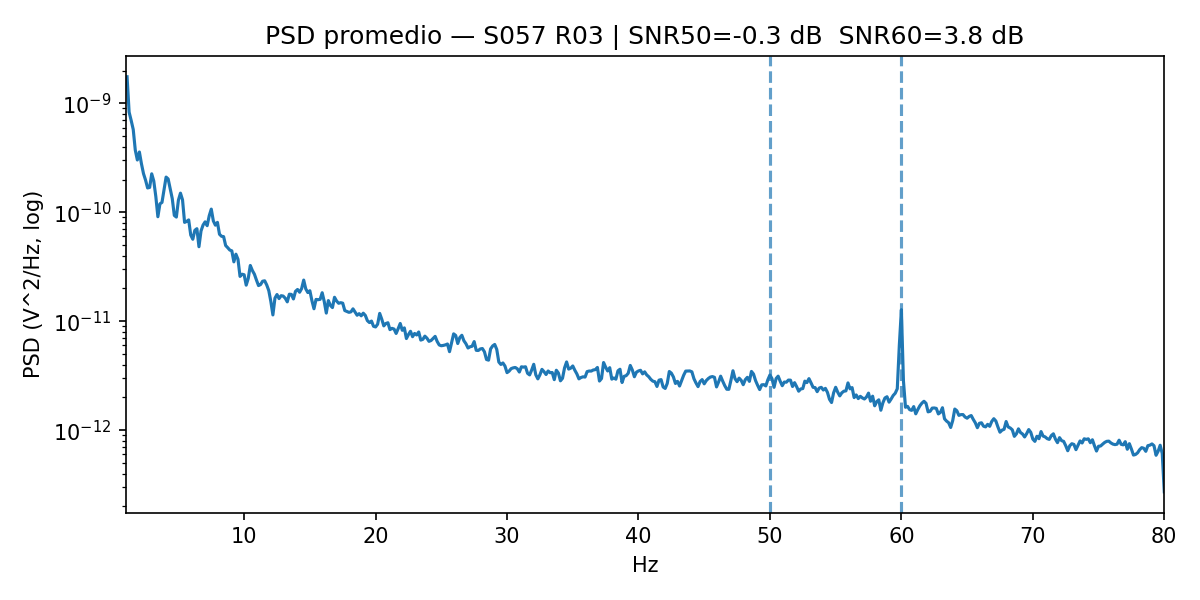 PSD promedio — S057 R03 | SNR50=-0.3 dB  SNR60=3.8 dB
PSD (V^2/Hz, log)
10⁻⁹
10⁻¹⁰
10⁻¹¹
10⁻¹²
10 20 30 40 50 60 70 80
Hz